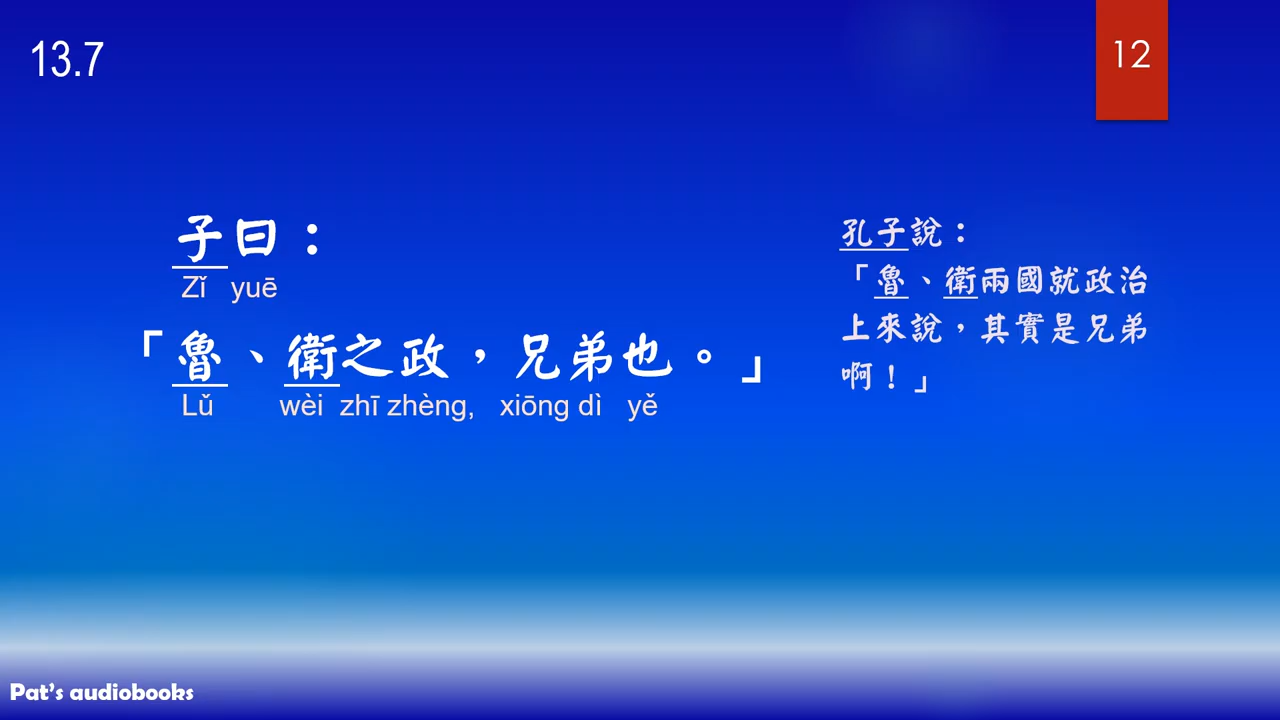 13.7
12
子曰：
Zǐ yuē
「魯、衛之政，兄弟也。」
Lǔ wèi zhī zhèng, xiōng dì yě
孔子說：
「魯、衛兩國就政治
上來說，其實是兄弟
啊！」
Pat's audiobooks